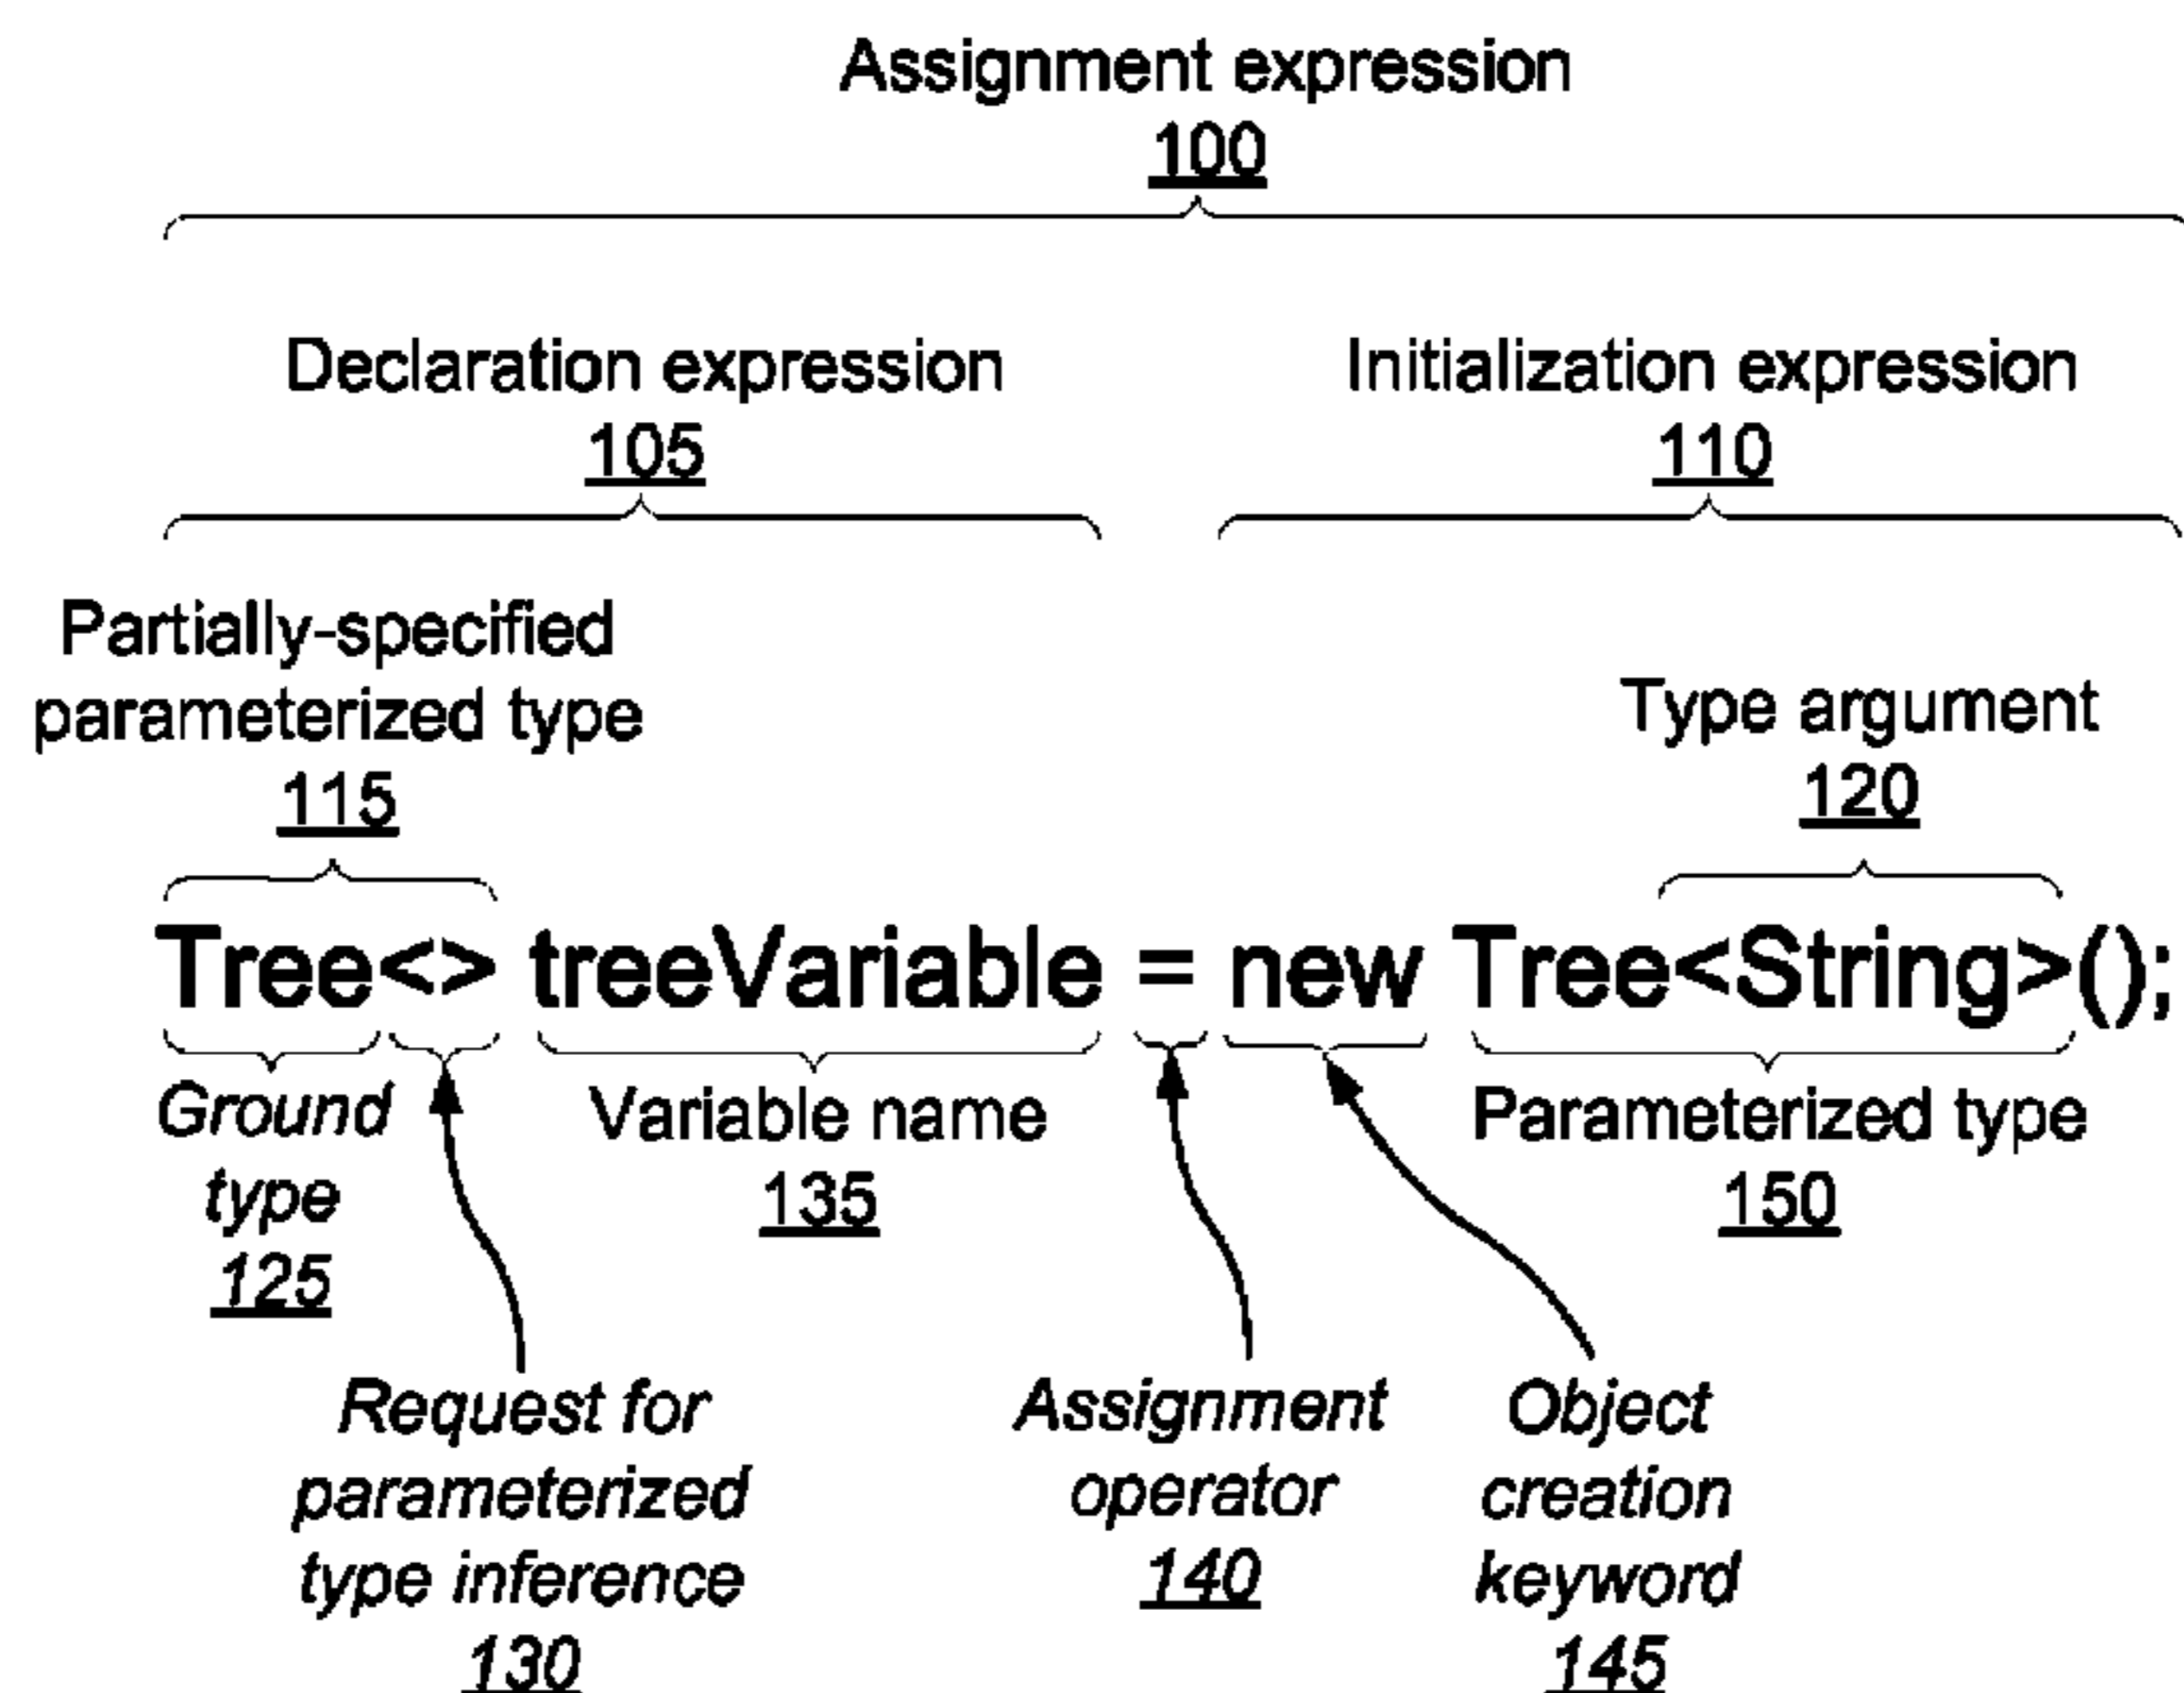 Assignment expression
100
Declaration expression
105
Initialization expression
110
Partially-specified
parameterized type
115
Type argument
120
Tree<> treeVariable = new Tree<String>();
Ground
type
125
Variable name
135
Parameterized type
150
Request for
parameterized
type inference
130
Assignment
operator
140
Object
creation
keyword
145